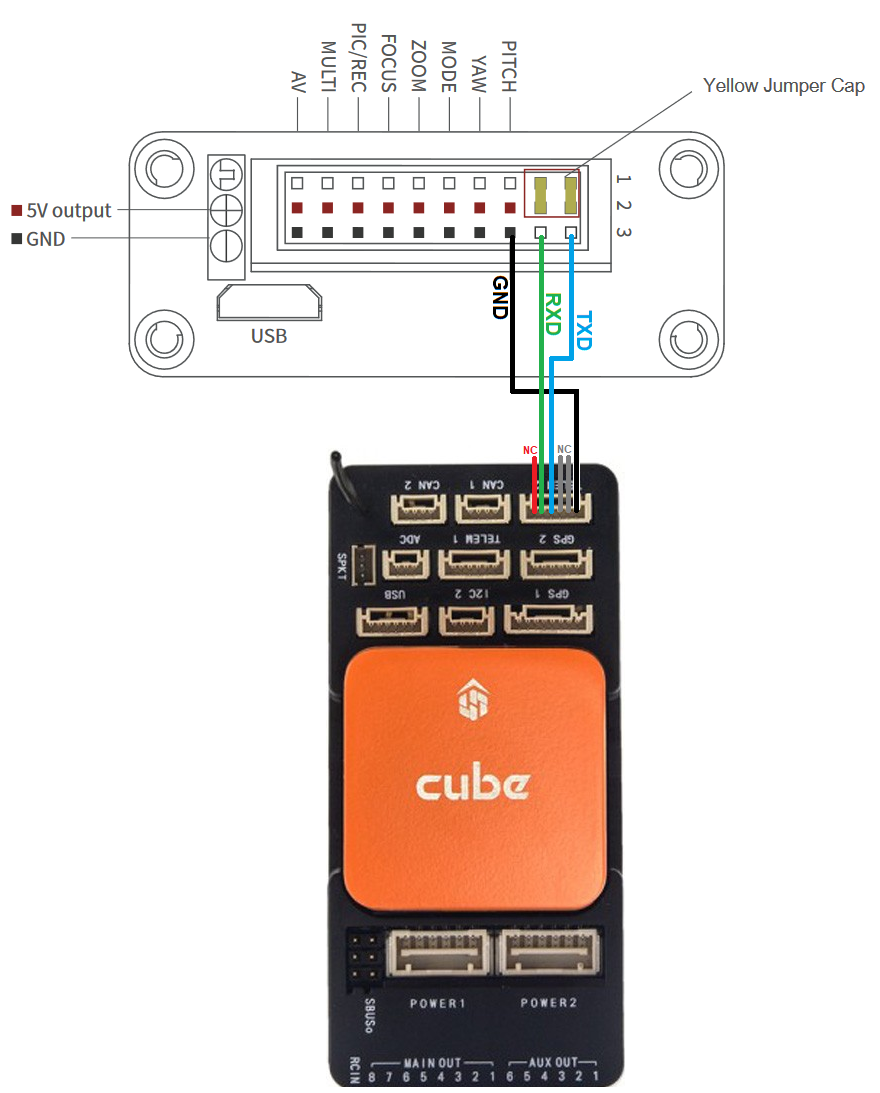 AV
MULTI
PIC/REC
FOCUS
ZOOM
MODE
YAW
PITCH
Yellow Jumper Cap
1
2
3
5V output
GND
USB
GND
RXD
TXD
NC
NC
CAN 2
CAN 1
ADC
TELEM 1
GPS 2
SPKT
USB
I2C 2
GPS 1
cube
POWER1
POWER2
SBUSo
RCIN
MAIN OUT
AUX OUT
8 7 6 5 4 3 2 1
6 5 4 3 2 1